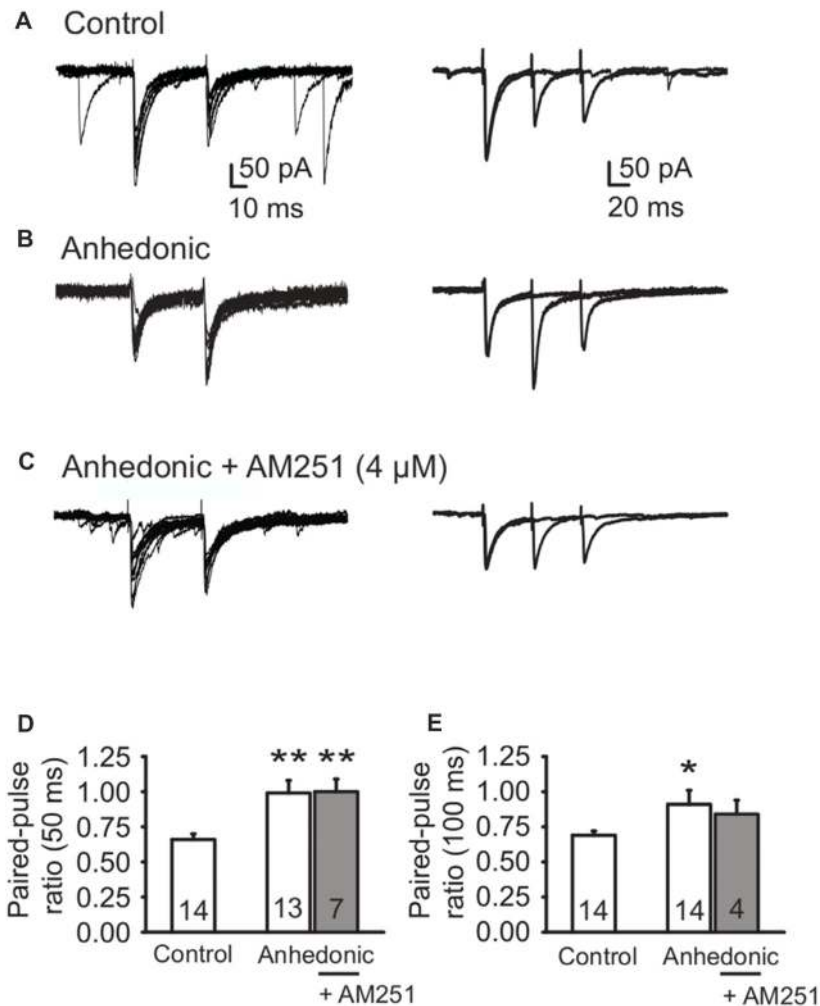 A Control
50 pA
10 ms
50 pA
20 ms
B Anhedonic
C Anhedonic + AM251 (4 µM)
D
Paired-pulse
ratio (50 ms)
1.25
1.00
0.75
0.50
0.25
0.00
** **
14
13
7
Control
Anhedonic
+ AM251
E
Paired-pulse
ratio (100 ms)
1.25
1.00
0.75
0.50
0.25
0.00
*
14
14
4
Control
Anhedonic
+ AM251